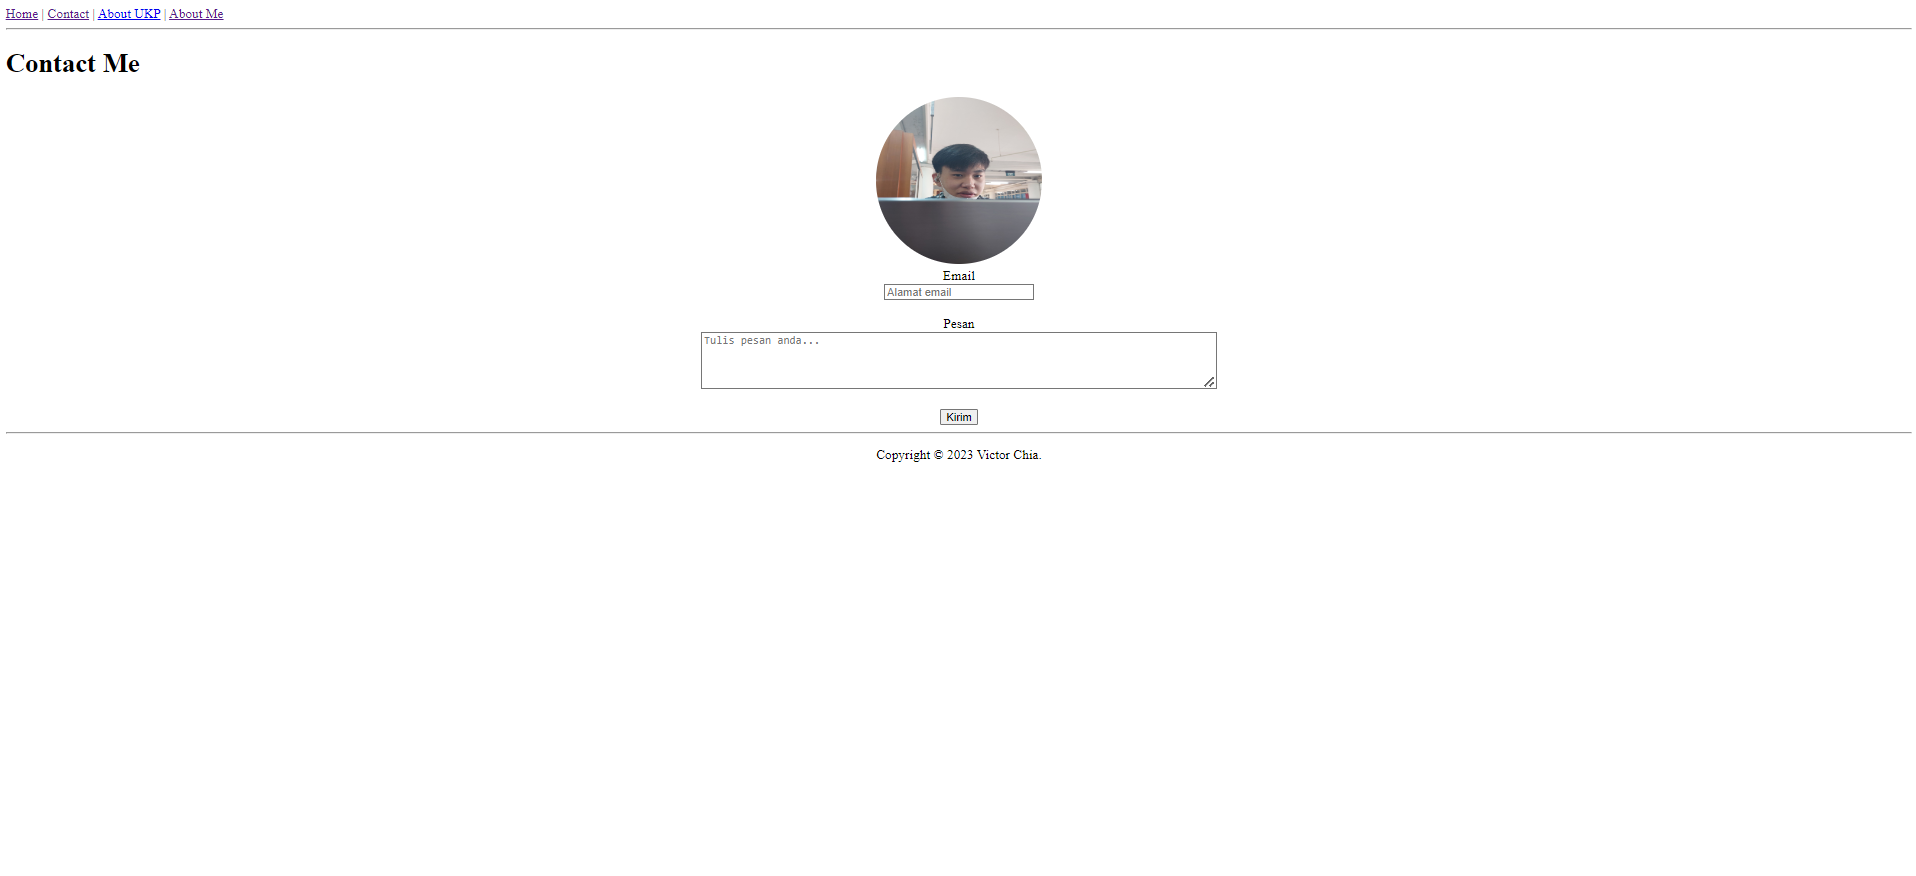 Home | Contact | About UKP | About Me
Contact Me
Email
Alamat email
Pesan
Tulis pesan anda...
Kirim
Copyright © 2023 Victor Chia.